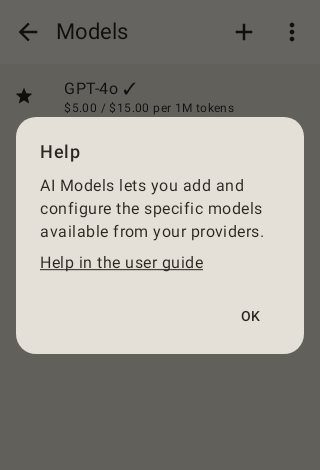 Models
GPT-4o ✓
$5.00 / $15.00 per 1M tokens
Help
AI Models lets you add and
configure the specific models
available from your providers.
Help in the user guide
OK